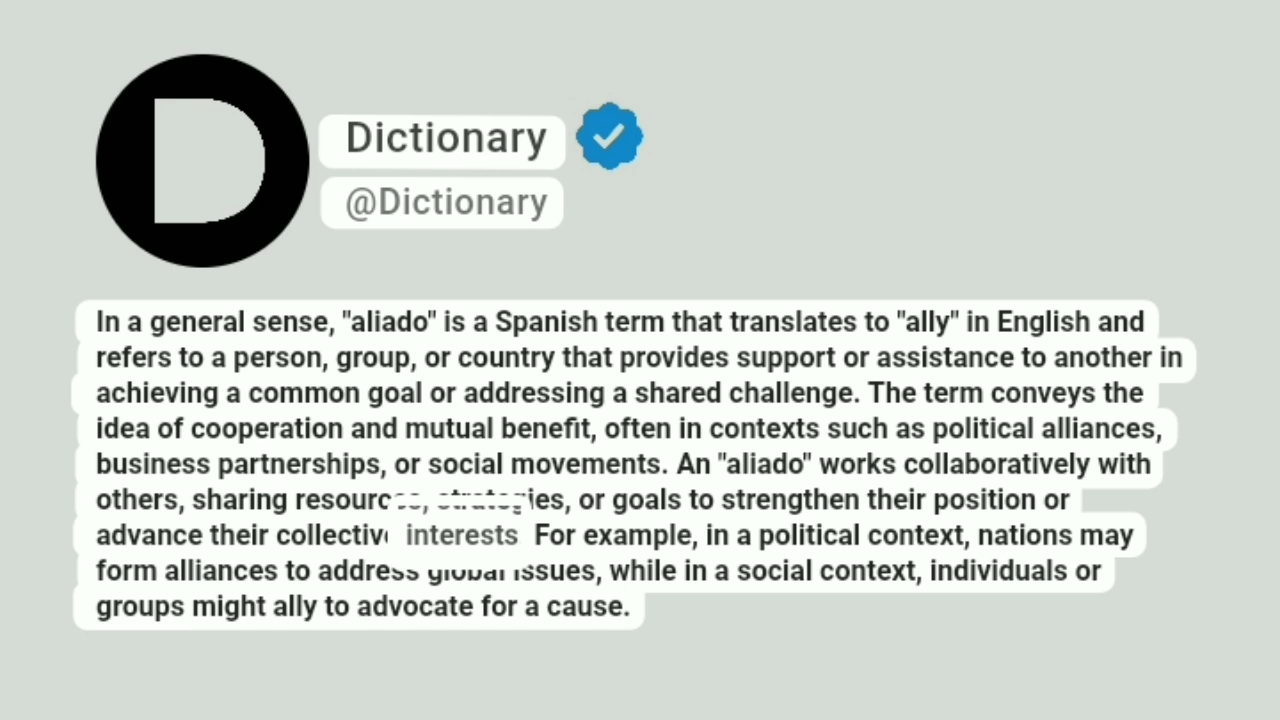 D
Dictionary
@Dictionary
In a general sense, "aliado" is a Spanish term that translates to "ally" in English and
refers to a person, group, or country that provides support or assistance to another in
achieving a common goal or addressing a shared challenge. The term conveys the
idea of cooperation and mutual benefit, often in contexts such as political alliances,
business partnerships, or social movements. An "aliado" works collaboratively with
others, sharing resources, strategies, or goals to strengthen their position or
advance their collective interests For example, in a political context, nations may
form alliances to address global issues, while in a social context, individuals or
groups might ally to advocate for a cause.